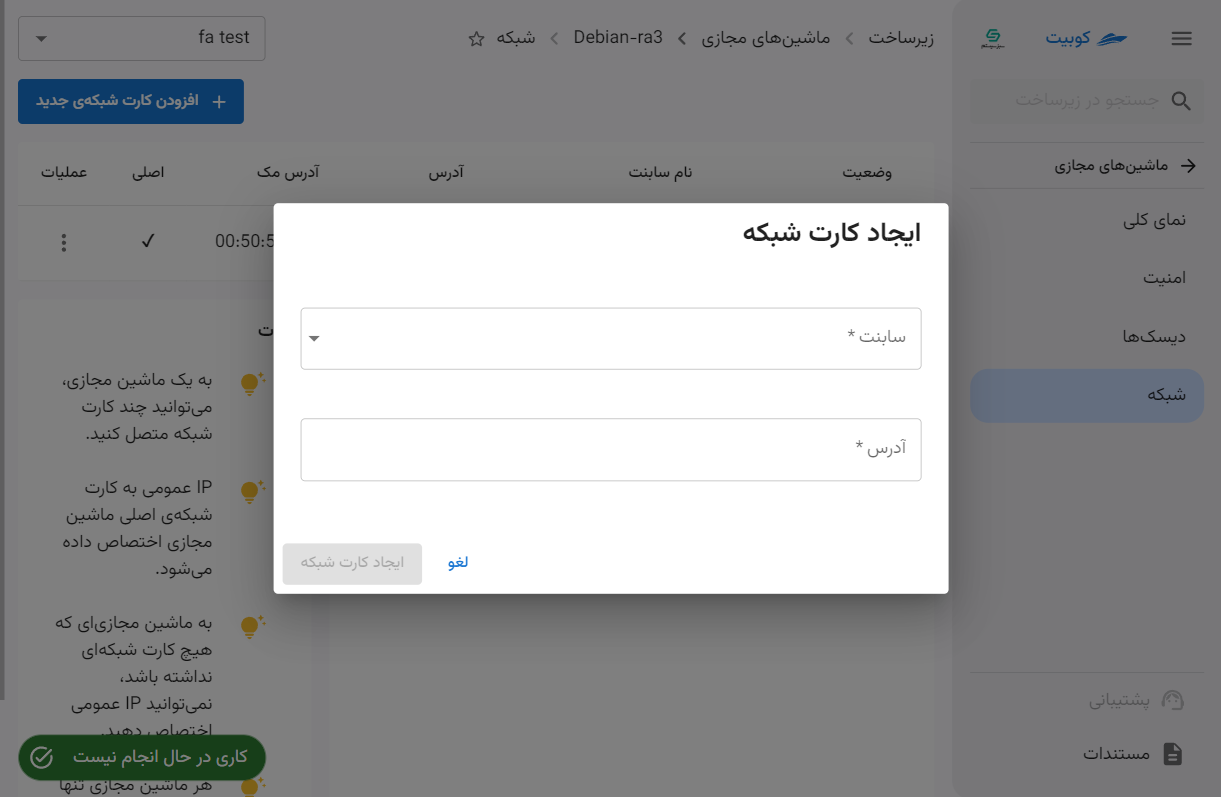 کوبیت
زیرساخت
ماشین‌های مجازی
Debian-ra3
شبکه
fa test
جستجو در زیرساخت
ماشین‌های مجازی
نمای کلی
امنیت
دیسک‌ها
شبکه
پشتیبانی
مستندات
افزودن کارت شبکه‌ی جدید
وضعیت
نام سابنت
آدرس
آدرس مک
اصلی
عملیات
00:50:5
ایجاد کارت شبکه
سابنت *
آدرس *
لغو
ایجاد کارت شبکه
به یک ماشین مجازی،
می‌توانید چند کارت
شبکه متصل کنید.
IP عمومی به کارت
شبکه‌ی اصلی ماشین
مجازی اختصاص داده
می‌شود.
به ماشین مجازی‌ای که
هیچ کارت شبکه‌ای
نداشته باشد،
نمی‌توانید IP عمومی
اختصاص دهید.
هر ماشین مجازی تنها
کاری در حال انجام نیست